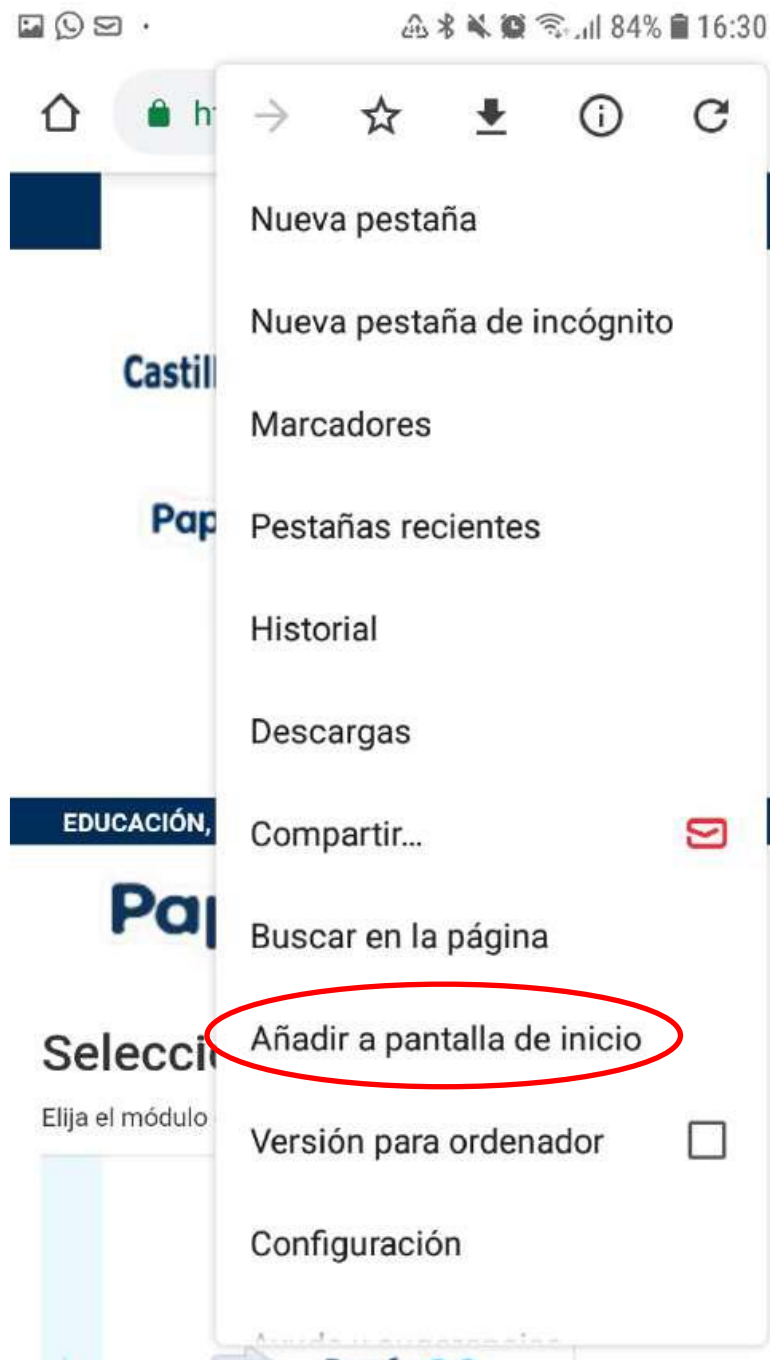 84% 16:30
Nueva pestaña
Nueva pestaña de incógnito
Castill
Marcadores
Pap
Pestañas recientes
Historial
Descargas
EDUCACIÓN,
Compartir...
Pap
Buscar en la página
Añadir a pantalla de inicio
Selecci
Elija el módulo
Versión para ordenador
Configuración